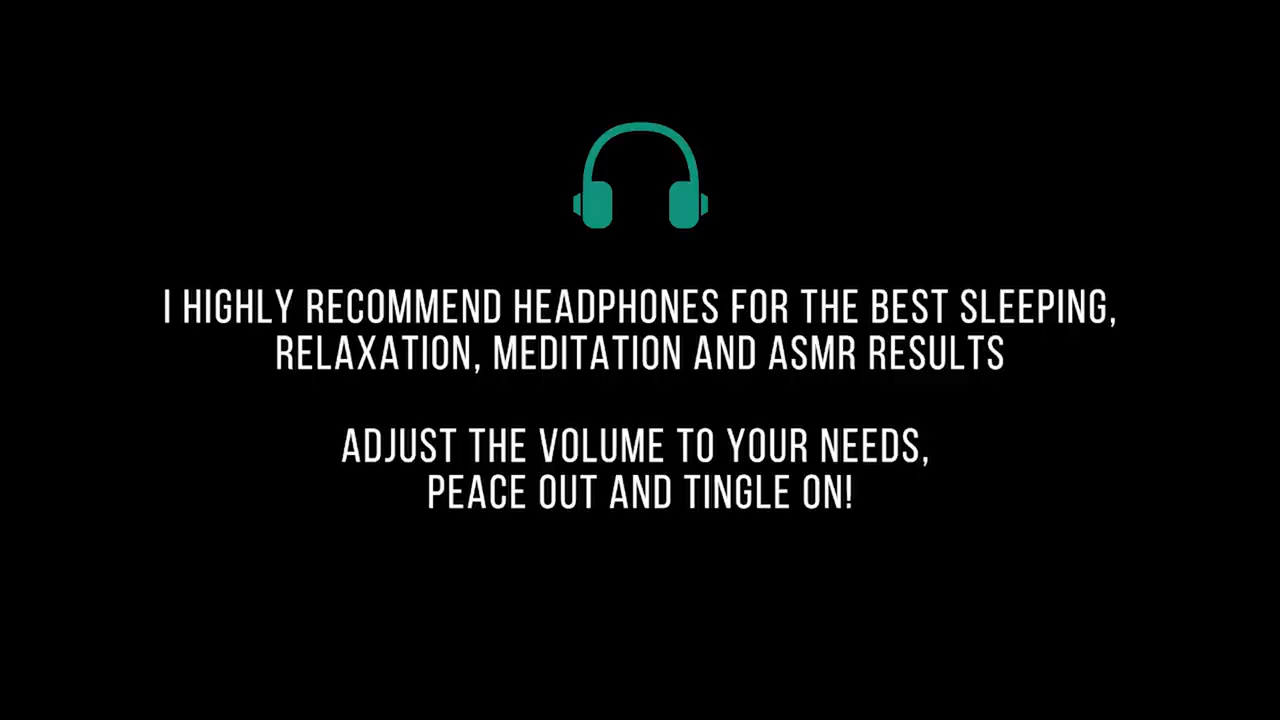 I HIGHLY RECOMMEND HEADPHONES FOR THE BEST SLEEPING,
RELAXATION, MEDITATION AND ASMR RESULTS
ADJUST THE VOLUME TO YOUR NEEDS,
PEACE OUT AND TINGLE ON!